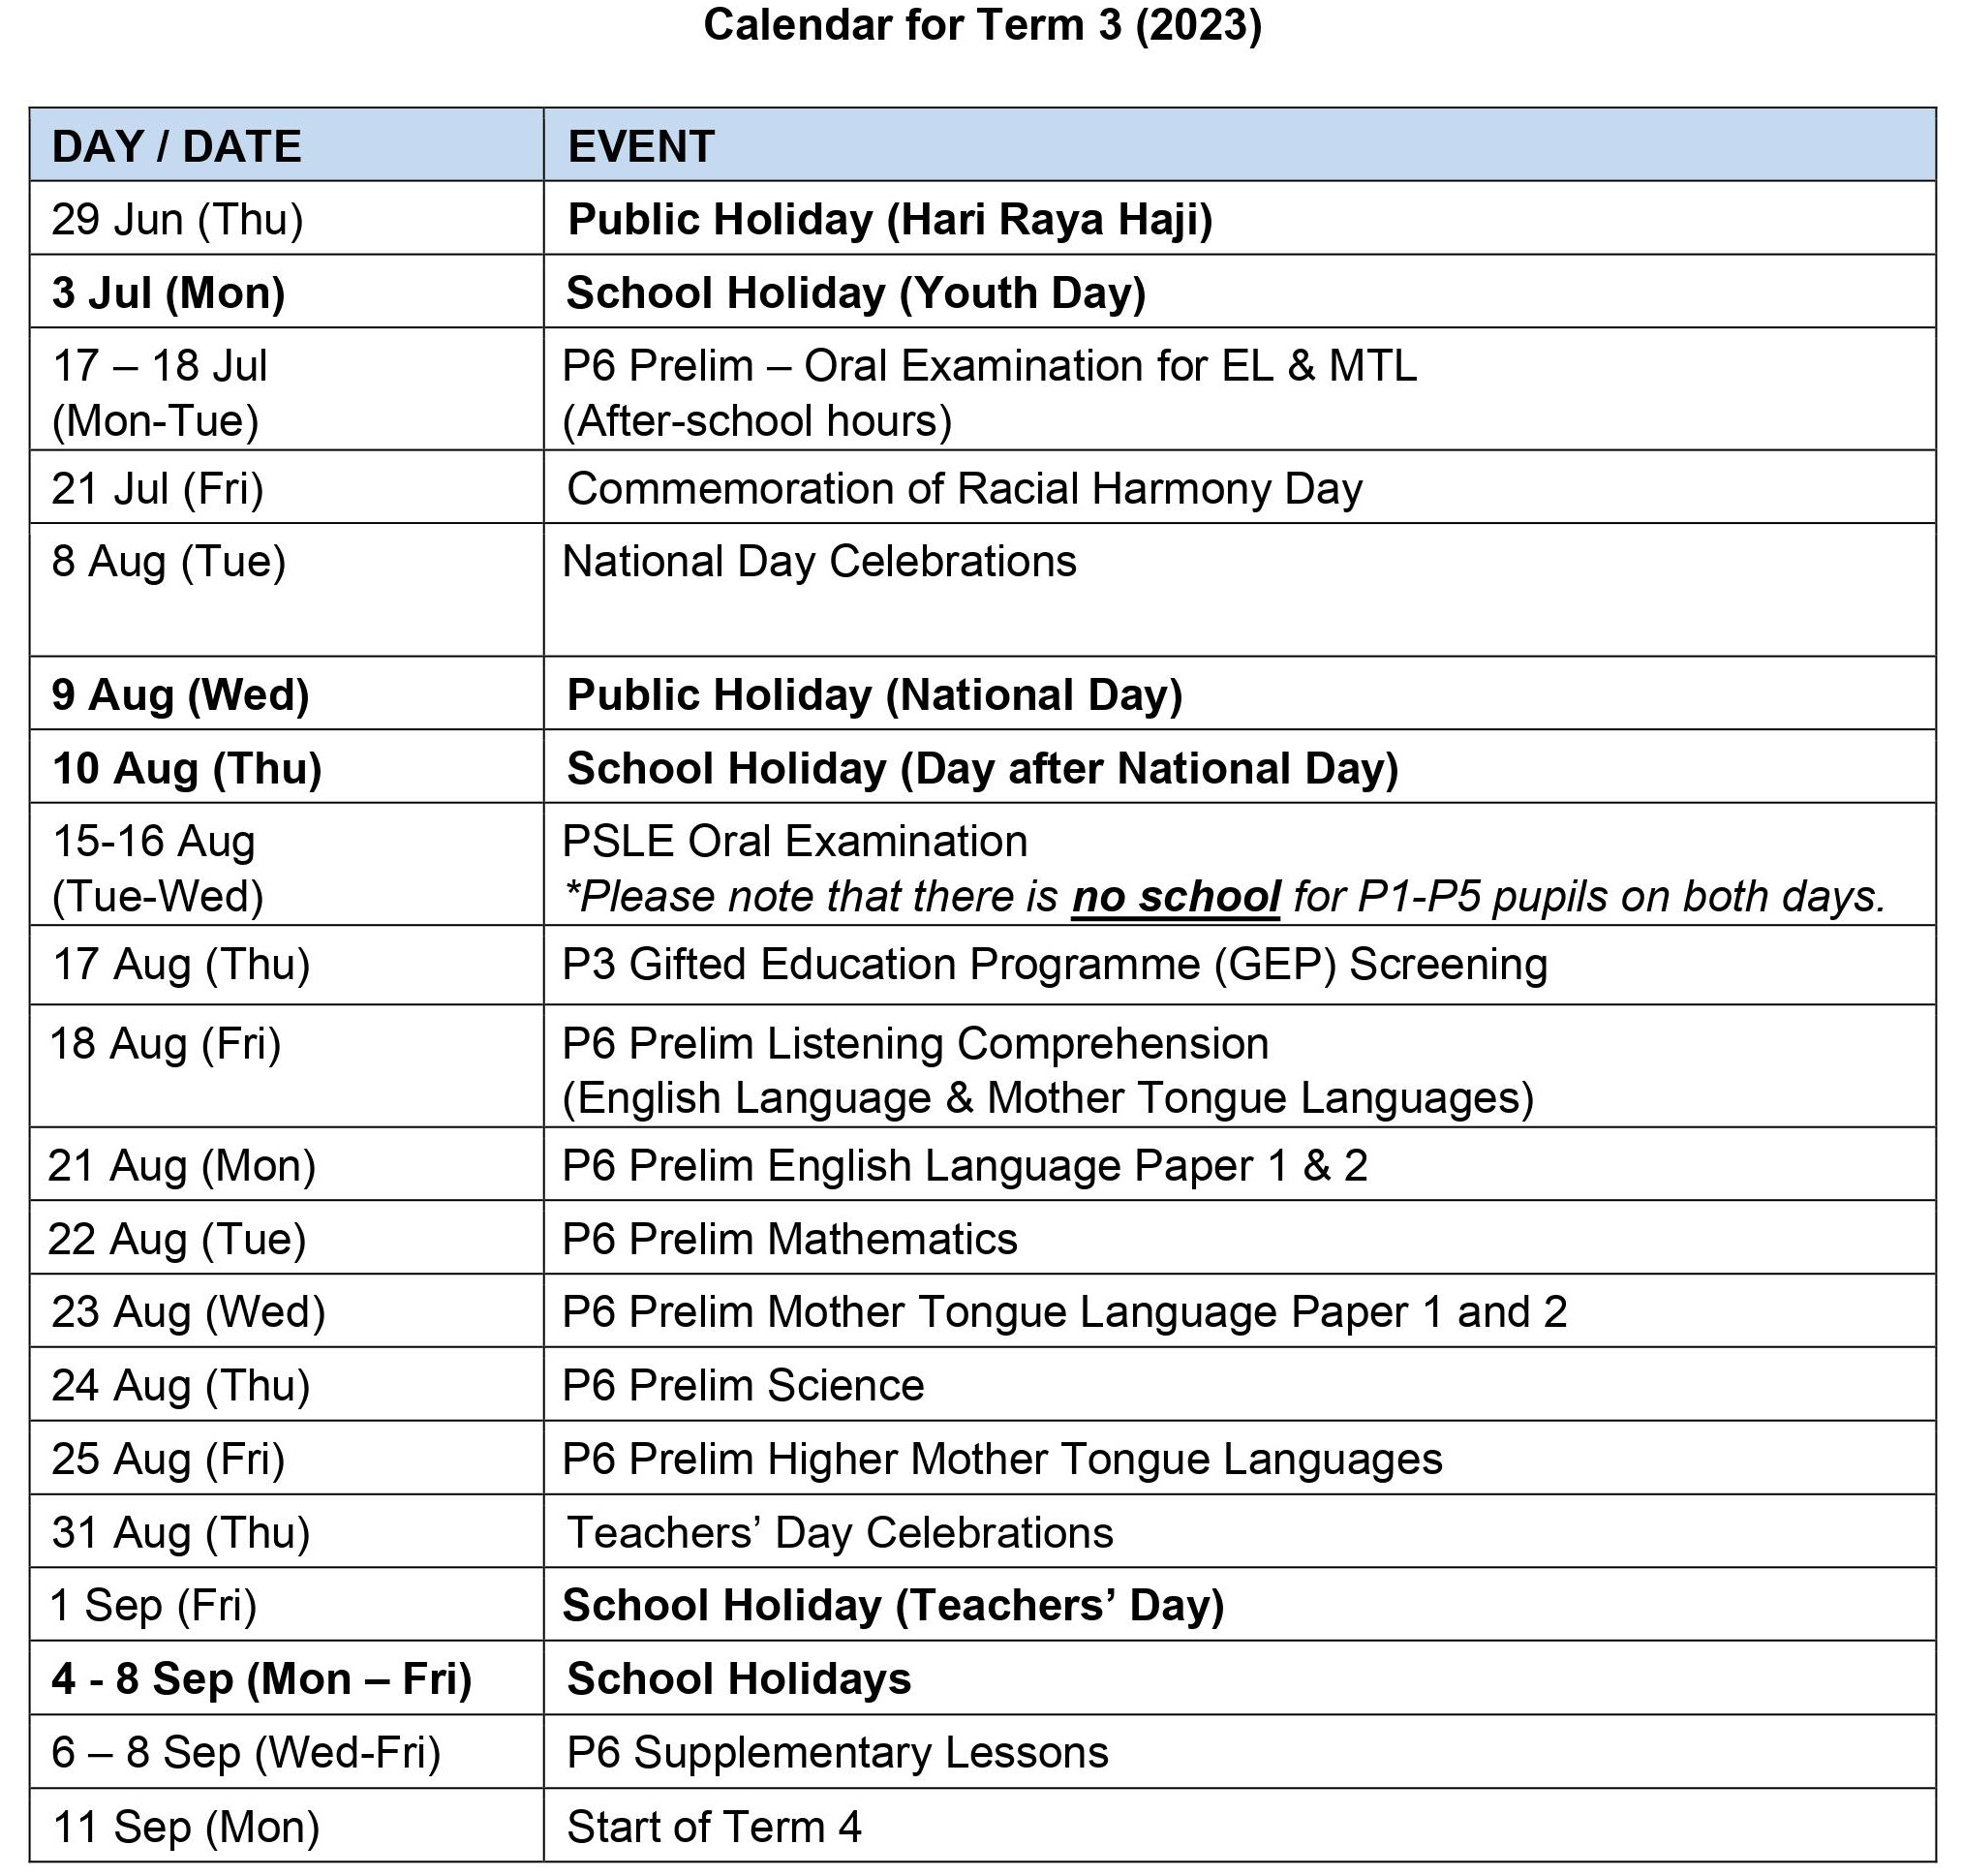 Calendar for Term 3 (2023)
DAY / DATE EVENT
29 Jun (Thu) Public Holiday (Hari Raya Haji)
3 Jul (Mon) School Holiday (Youth Day)
17 – 18 Jul P6 Prelim – Oral Examination for EL & MTL
(Mon-Tue) (After-school hours)
21 Jul (Fri) Commemoration of Racial Harmony Day
8 Aug (Tue) National Day Celebrations
9 Aug (Wed) Public Holiday (National Day)
10 Aug (Thu) School Holiday (Day after National Day)
15-16 Aug PSLE Oral Examination
(Tue-Wed) *Please note that there is no school for P1-P5 pupils on both days.
17 Aug (Thu) P3 Gifted Education Programme (GEP) Screening
18 Aug (Fri) P6 Prelim Listening Comprehension
(English Language & Mother Tongue Languages)
21 Aug (Mon) P6 Prelim English Language Paper 1 & 2
22 Aug (Tue) P6 Prelim Mathematics
23 Aug (Wed) P6 Prelim Mother Tongue Language Paper 1 and 2
24 Aug (Thu) P6 Prelim Science
25 Aug (Fri) P6 Prelim Higher Mother Tongue Languages
31 Aug (Thu) Teachers’ Day Celebrations
1 Sep (Fri) School Holiday (Teachers’ Day)
4 - 8 Sep (Mon – Fri) School Holidays
6 – 8 Sep (Wed-Fri) P6 Supplementary Lessons
11 Sep (Mon) Start of Term 4